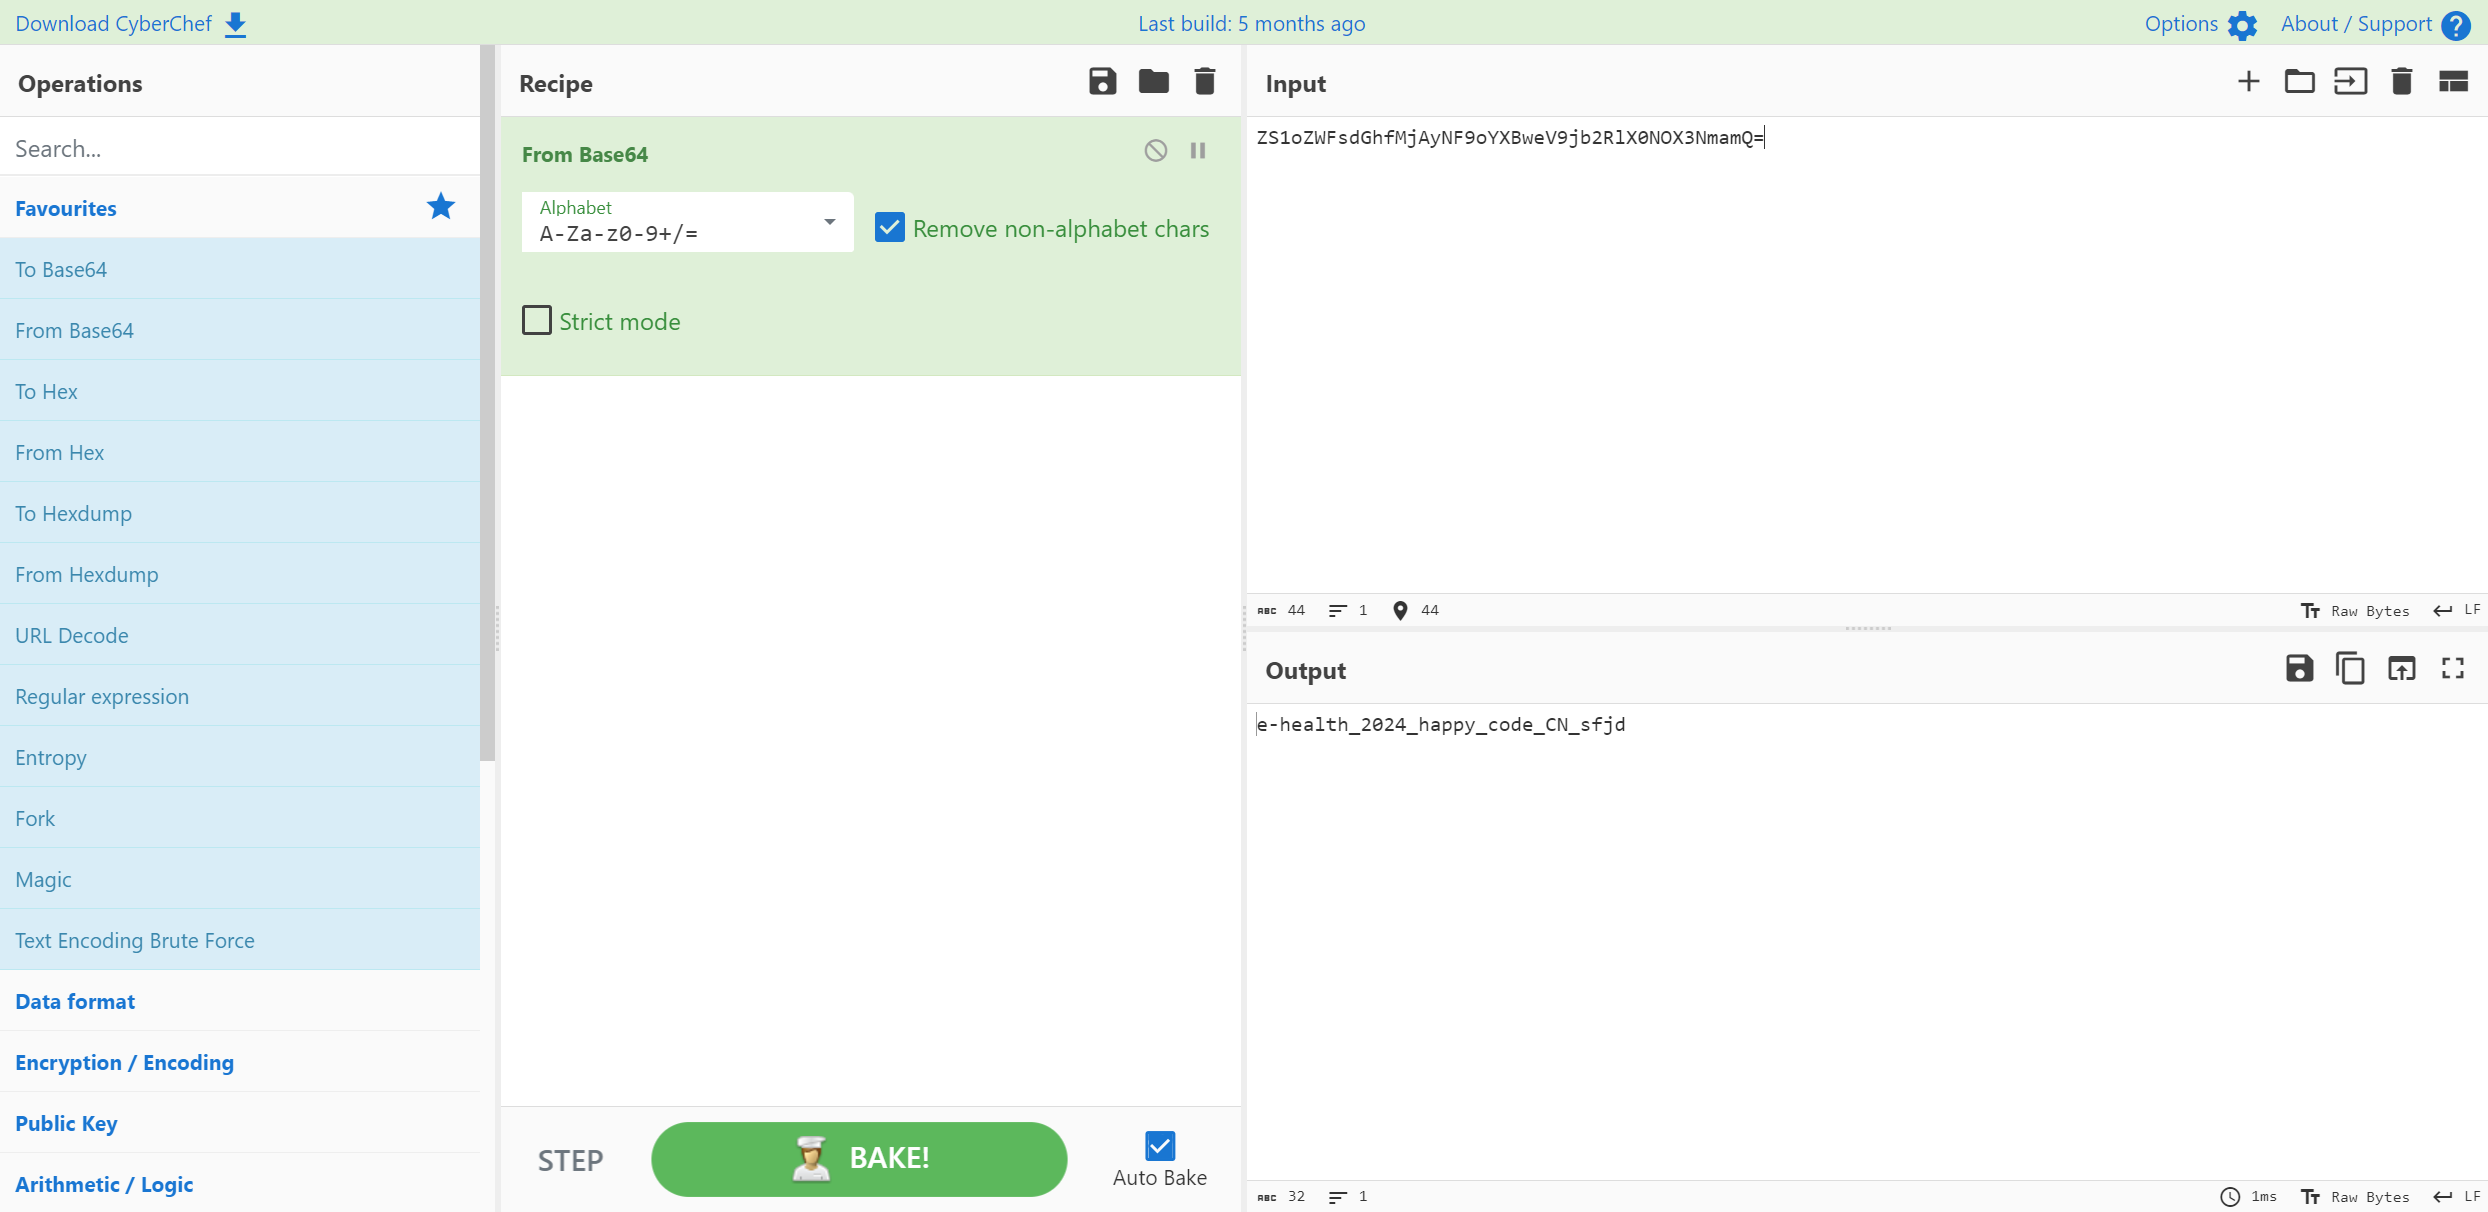 Download CyberChef
Last build: 5 months ago
Options
About / Support
Operations
Search...
Favourites
To Base64
From Base64
To Hex
From Hex
To Hexdump
From Hexdump
URL Decode
Regular expression
Entropy
Fork
Magic
Text Encoding Brute Force
Data format
Encryption / Encoding
Public Key
Arithmetic / Logic
Recipe
From Base64
Alphabet
A-Za-z0-9+/=
Remove non-alphabet chars
Strict mode
STEP
BAKE!
Auto Bake
Input
ZS1oZWFsdGhfMjAyNF9oYXBweV9jb2RlX0NOX3NmamQ=
ABC 44 1 44
Raw Bytes LF
Output
e-health_2024_happy_code_CN_sfjd
ABC 32 1
1ms Raw Bytes LF